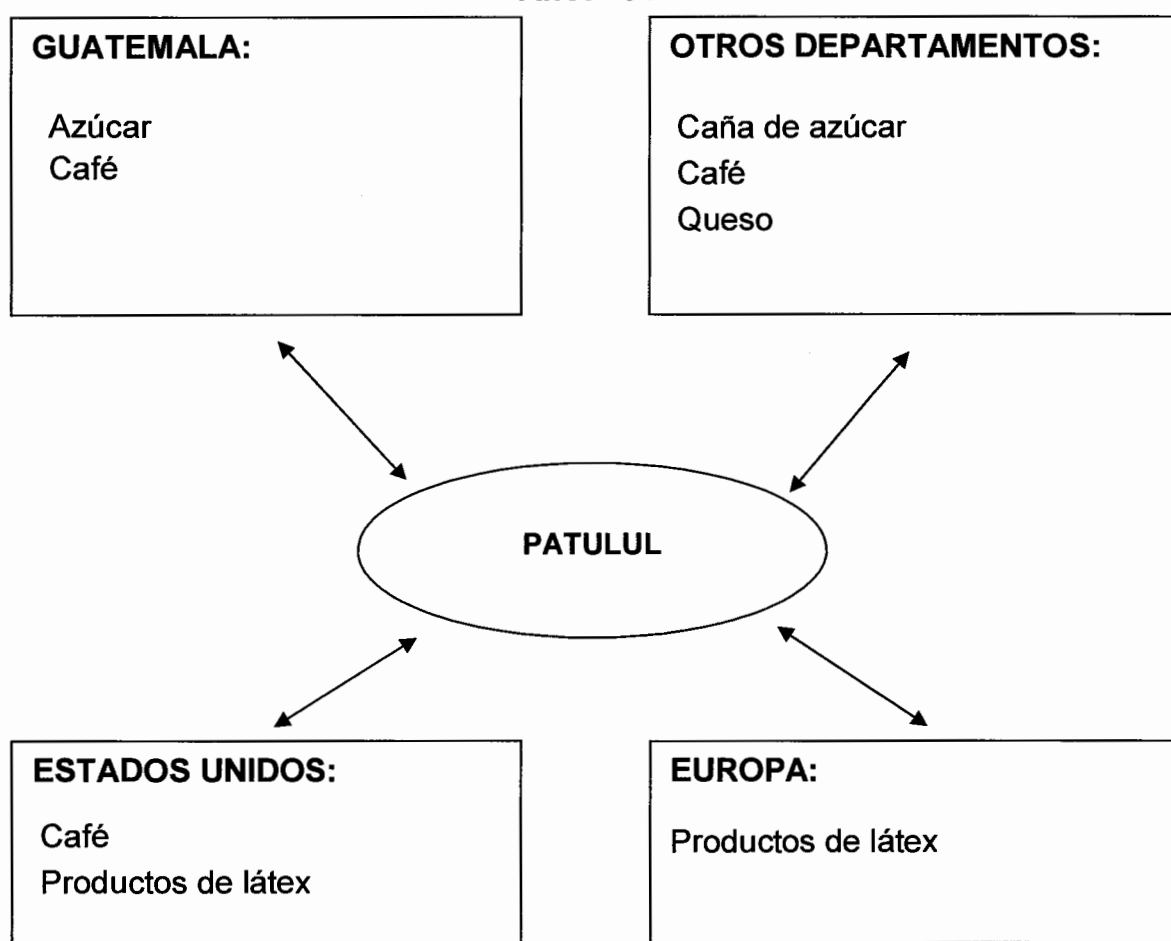 GUATEMALA:
Azúcar
Café
OTROS DEPARTAMENTOS:
Caña de azúcar
Café
Queso
PATULUL
ESTADOS UNIDOS:
Café
Productos de látex
EUROPA:
Productos de látex